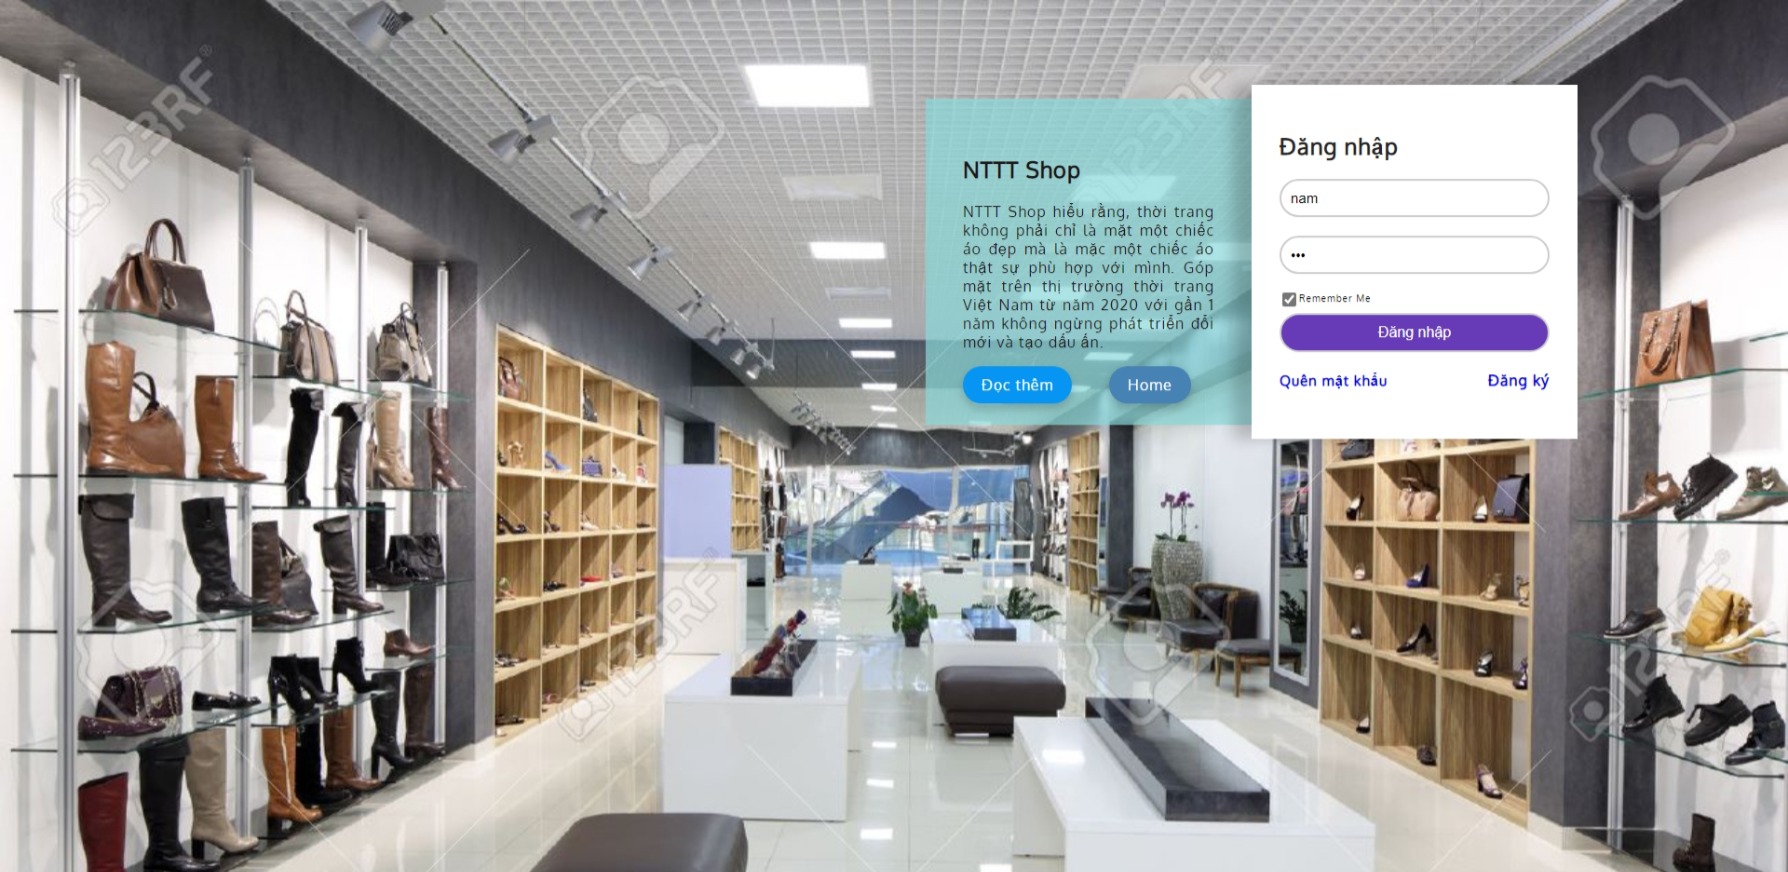 NTTT Shop
NTTT Shop hiểu rằng, thời trang
không phải chỉ là mặt một chiếc
áo đẹp mà là mặc một chiếc áo
thật sự phù hợp với mình. Góp
mặt trên thị trường thời trang
Việt Nam từ năm 2020 với gần 1
năm không ngừng phát triển đổi
mới và tạo dấu ấn.
Đọc thêm
Home
Đăng nhập
nam
•••
Remember Me
Đăng nhập
Quên mật khẩu
Đăng ký
123RF
123RF
123RF
123RF